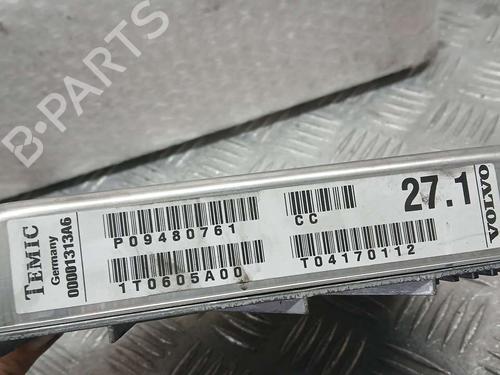 B-PARTS
TEMIC
Germany
00001313A6
P09480761
1T0605A00
CC
T04170112
27.1
VOLVO